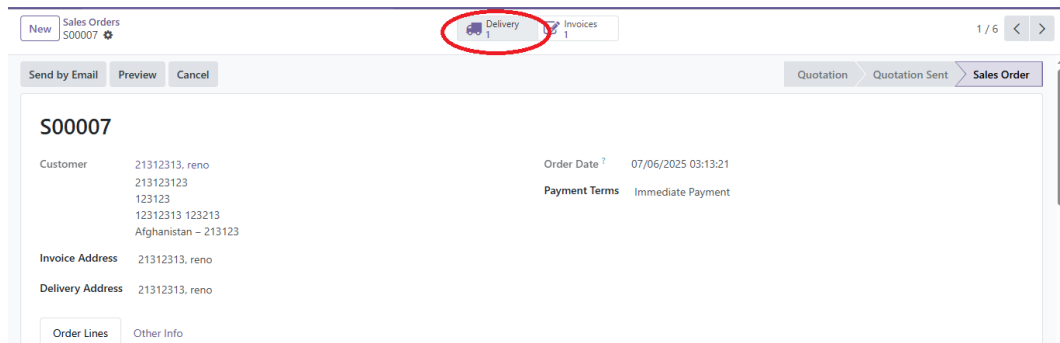 New
Sales Orders
S00007
Delivery
1
Invoices
1
1 / 6
Send by Email Preview Cancel
Quotation Quotation Sent Sales Order
S00007
Customer 21312313, reno
213123123
123123
12312313 123213
Afghanistan – 213123
Order Date ? 07/06/2025 03:13:21
Payment Terms Immediate Payment
Invoice Address 21312313, reno
Delivery Address 21312313, reno
Order Lines Other Info